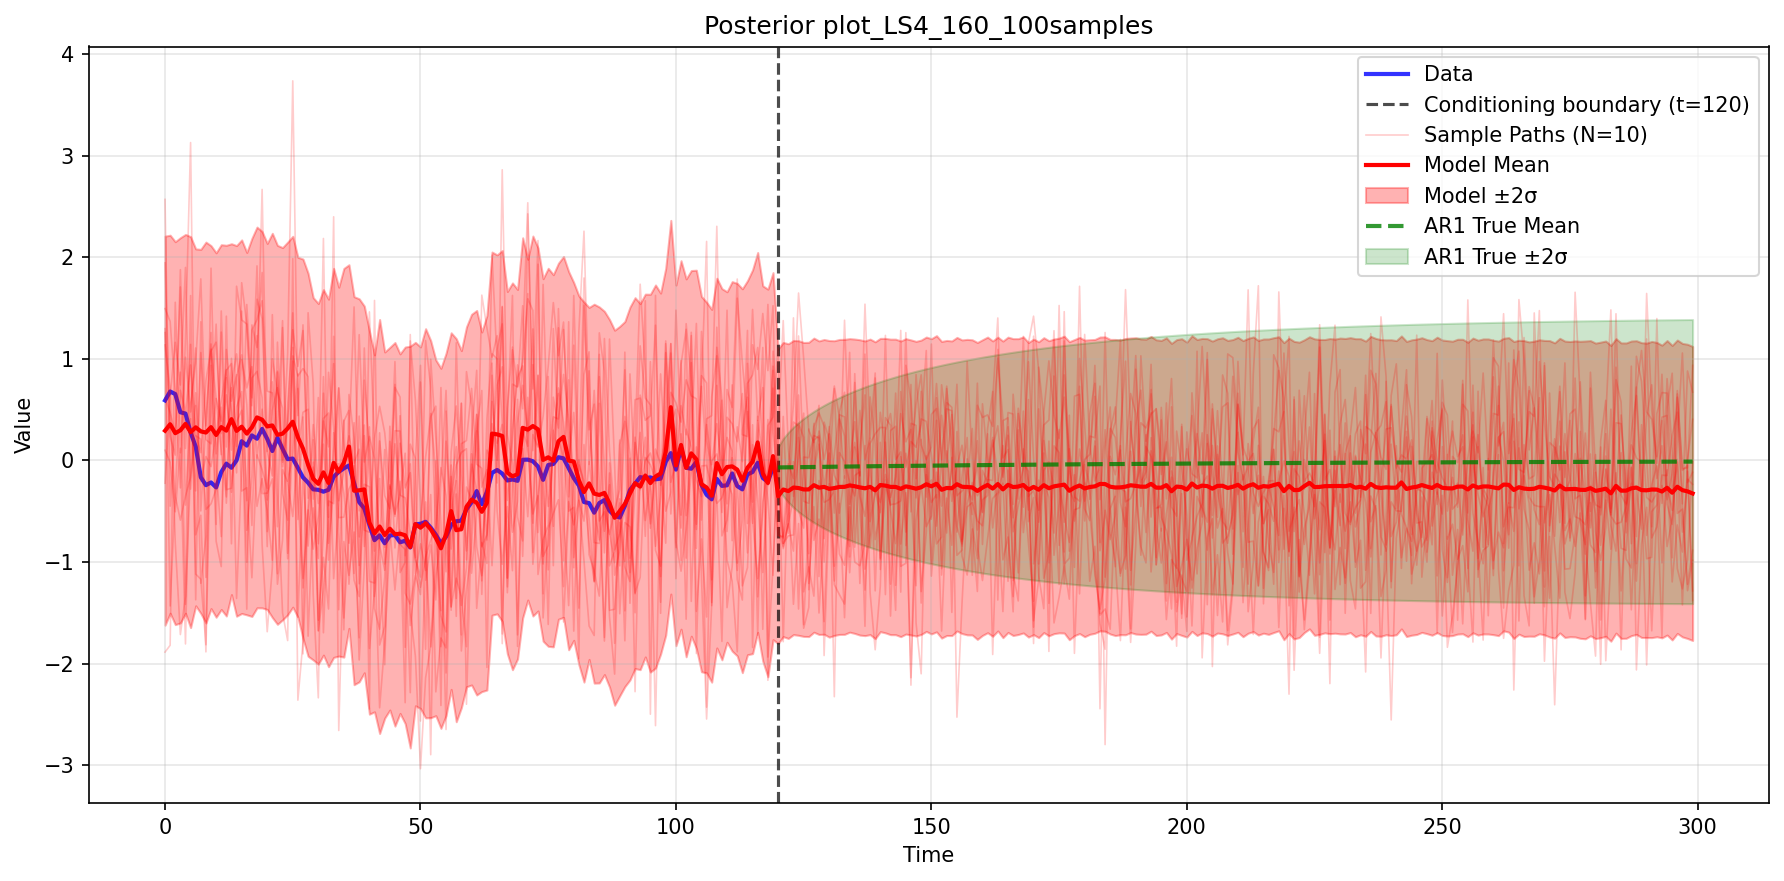 Posterior plot_LS4_160_100samples
Data
Conditioning boundary (t=120)
Sample Paths (N=10)
Model Mean
Model ±2σ
AR1 True Mean
AR1 True ±2σ
Value
4
3
2
1
0
−1
−2
−3
0 50 100 150 200 250 300
Time